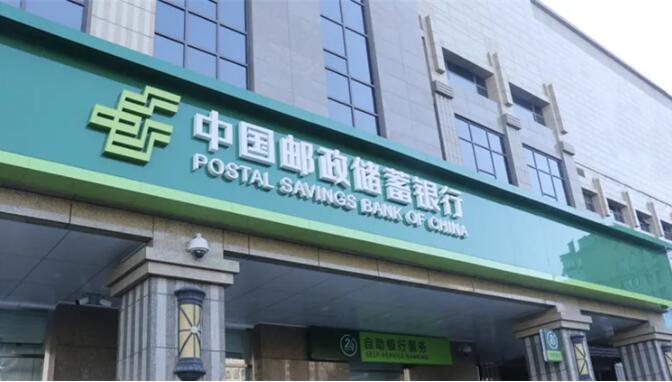 中国邮政储蓄银行
POSTAL SAVINGS BANK OF CHINA
24
自助银行服务
SELF-SERVICE BANKING